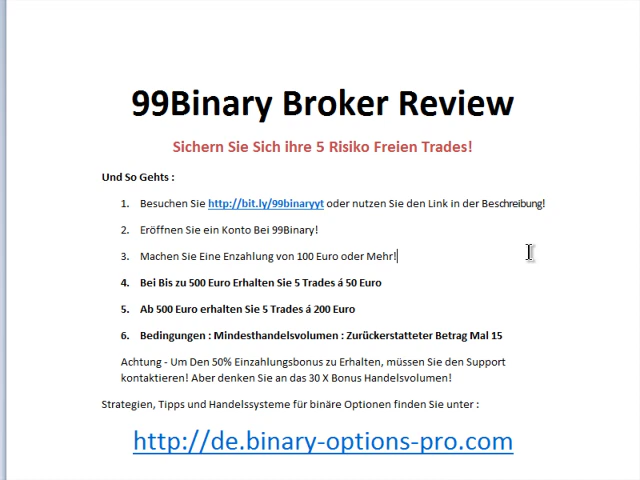 99Binary Broker Review
Sichern Sie Sich ihre 5 Risiko Freien Trades!
Und So Gehts :
1. Besuchen Sie http://bit.ly/99binaryyt oder nutzen Sie den Link in der Beschreibung!
2. Eröffnen Sie ein Konto Bei 99Binary!
3. Machen Sie Eine Enzahlung von 100 Euro oder Mehr!
4. Bei Bis zu 500 Euro Erhalten Sie 5 Trades á 50 Euro
5. Ab 500 Euro erhalten Sie 5 Trades á 200 Euro
6. Bedingungen : Mindesthandelsvolumen : Zurückerstatteter Betrag Mal 15
Achtung - Um Den 50% Einzahlungsbonus zu Erhalten, müssen Sie den Support
kontaktieren! Aber denken Sie an das 30 X Bonus Handelsvolumen!
Strategien, Tipps und Handelssysteme für binäre Optionen finden Sie unter :
http://de.binary-options-pro.com